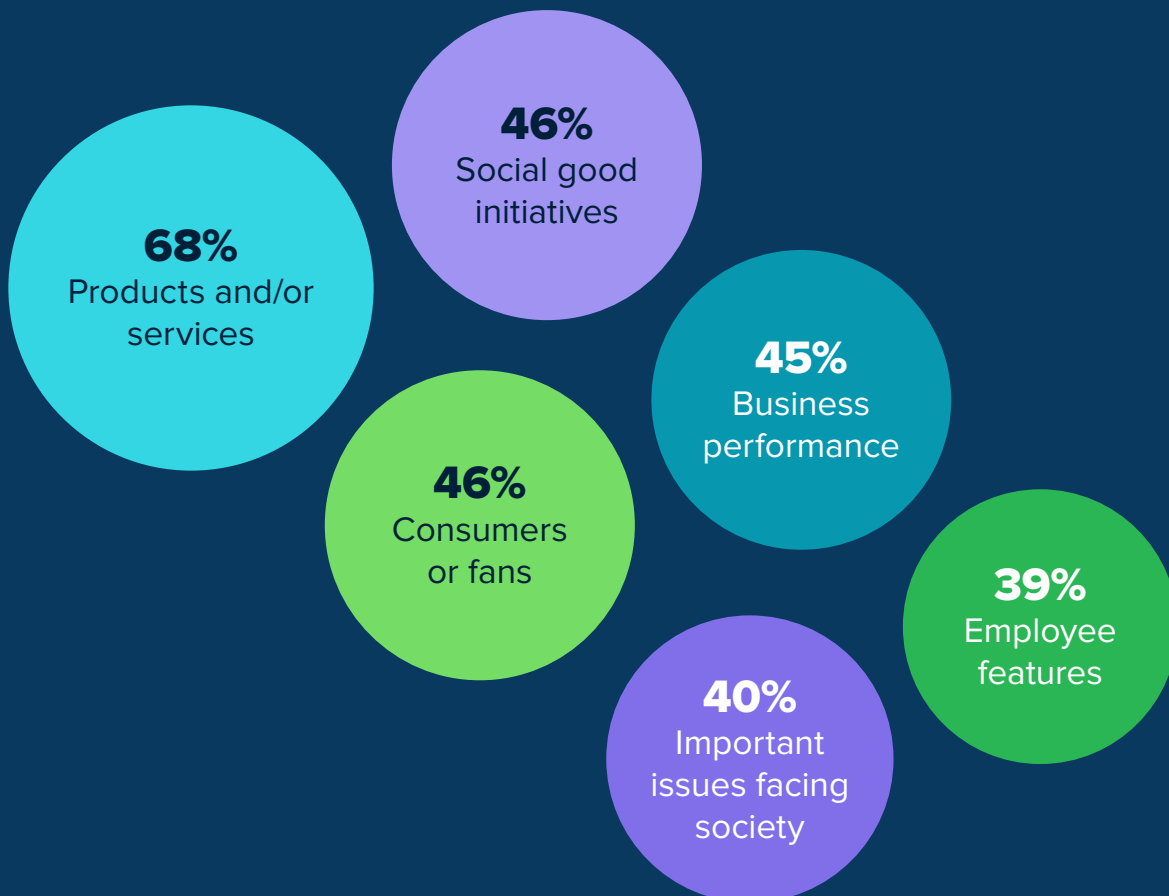 46%
Social good
initiatives
68%
Products and/or
services
45%
Business
performance
46%
Consumers
or fans
39%
Employee
features
40%
Important
issues facing
society